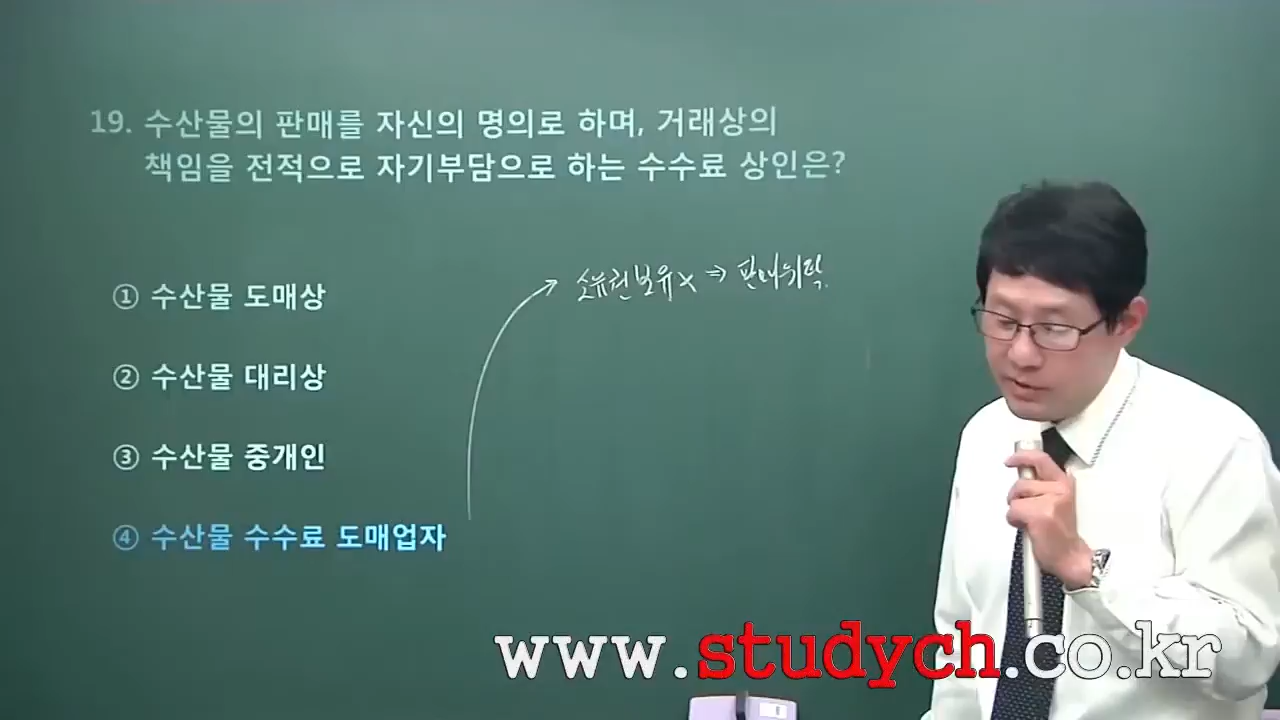 19. 수산물의 판매를 자신의 명의로 하며, 거래상의
책임을 전적으로 자기부담으로 하는 수수료 상인은?
소유권보유x ⇒ 판매위탁.
① 수산물 도매상
② 수산물 대리상
③ 수산물 중개인
④ 수산물 수수료 도매업자
www.studych.co.kr